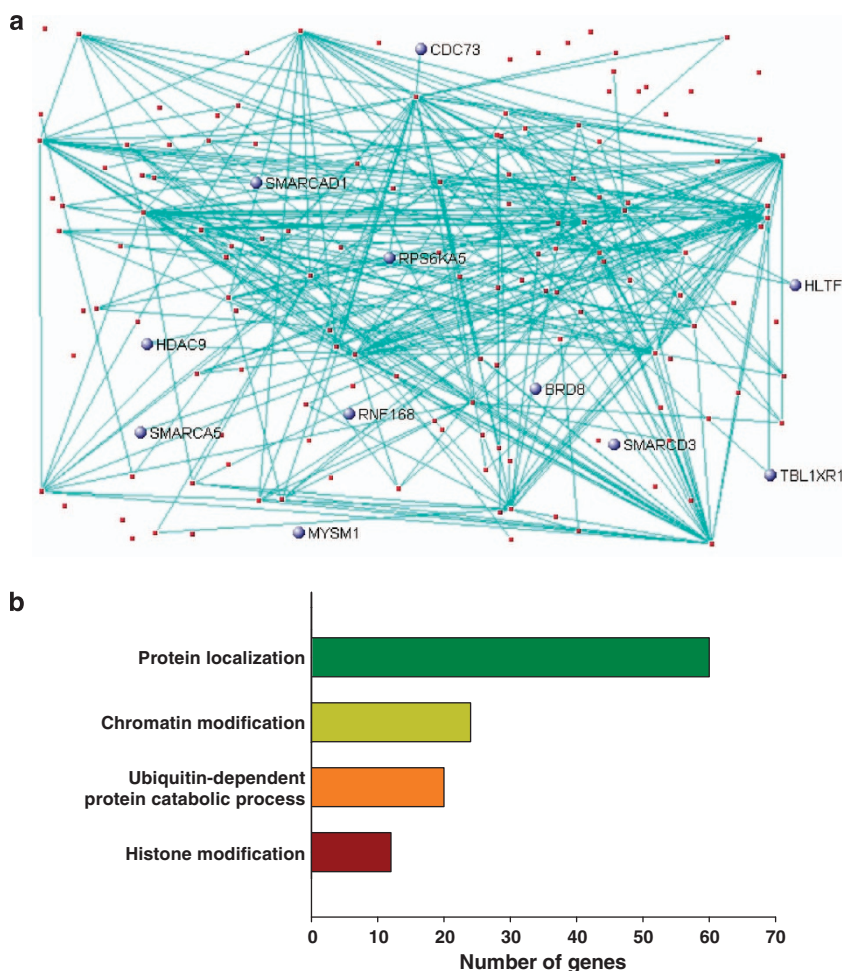 a
CDC73
SMARCAD1
RPS6KA5
HLTF
HDAC9
BRD8
RNF168
SMARCA5
SMARCD3
TBL1XR1
MYSM1
b
Protein localization
Chromatin modification
Ubiquitin-dependent
protein catabolic process
Histone modification
0 10 20 30 40 50 60 70
Number of genes